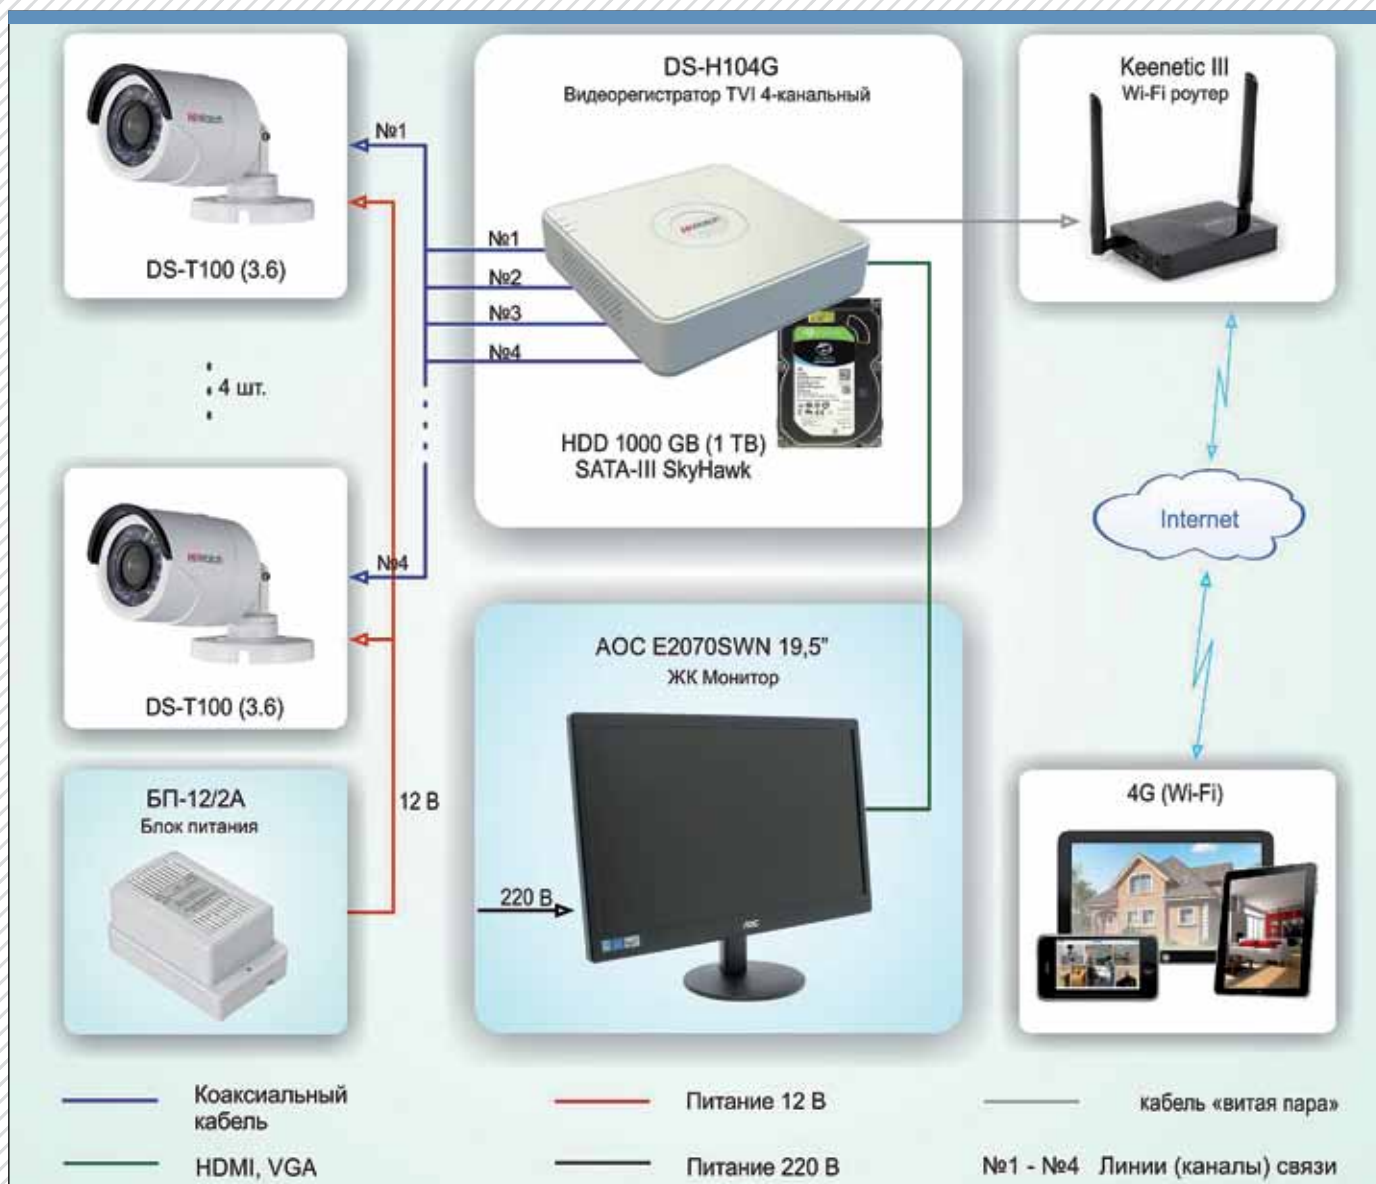 DS-H104G
Видеорегистратор TVI 4-канальный
Keenetic III
Wi-Fi роутер
№1
DS-T100 (3.6)
№1
№2
№3
№4
4 шт.
HDD 1000 GB (1 TB)
SATA-III SkyHawk
Internet
№4
DS-T100 (3.6)
AOC E2070SWN 19,5”
ЖК Монитор
БП-12/2А
Блок питания
12 В
220 В
AOC
4G (Wi-Fi)
Коаксиальный
кабель
Питание 12 В
кабель «витая пара»
HDMI, VGA
Питание 220 В
№1 - №4 Линии (каналы) связи